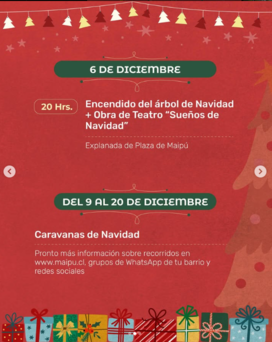 6 DE DICIEMBRE
20 Hrs.
Encendido del árbol de Navidad
+ Obra de Teatro "Sueños de
Navidad"
Explanada de Plaza de Maipú
DEL 9 AL 20 DE DICIEMBRE
Caravanas de Navidad
Pronto más información sobre recorridos en
www.maipu.cl, grupos de WhatsApp de tu barrio y
redes sociales